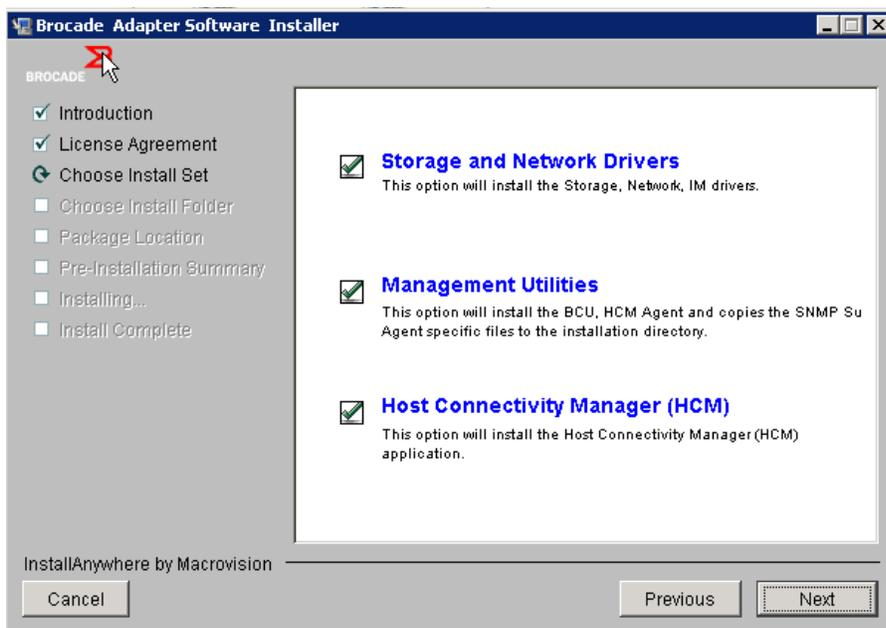 Brocade Adapter Software Installer
BROCADE
Introduction
License Agreement
Choose Install Set
Choose Install Folder
Package Location
Pre-Installation Summary
Installing...
Install Complete
Storage and Network Drivers
This option will install the Storage, Network, IM drivers.
Management Utilities
This option will install the BCU, HCM Agent and copies the SNMP Su
Agent specific files to the installation directory.
Host Connectivity Manager (HCM)
This option will install the Host Connectivity Manager (HCM)
application.
InstallAnywhere by Macrovision
Cancel
Previous
Next